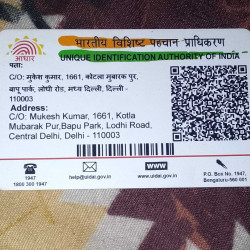 भारतीय विशिष्ट पहचान प्राधिकरण
UNIQUE IDENTIFICATION AUTHORITY OF INDIA
आधार
पता:
C/O: मुकेश कुमार, 1661, कोटला मुबारक पुर,
बापू पार्क, लोधी रोड, मध्य दिल्ली, दिल्ली -
110003
Address:
C/O: Mukesh Kumar, 1661, Kotla
Mubarak Pur,Bapu Park, Lodhi Road,
Central Delhi, Delhi - 110003
1947
1800 300 1947
help@uidai.gov.in
www.uidai.gov.in
P.O. Box No. 1947,
Bengaluru-560 001